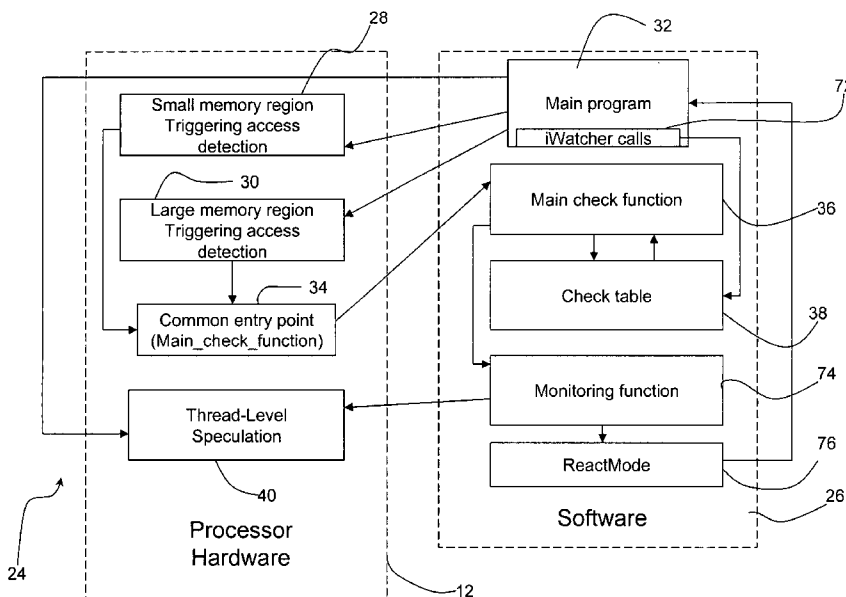 28
32
72
Small memory region
Triggering access
detection
Main program
iWatcher calls
30
Large memory region
Triggering access
detection
Main check function
36
34
Common entry point
(Main_check_function)
Check table
38
Thread-Level
Speculation
40
Monitoring function
74
ReactMode
76
Processor
Hardware
Software
26
24
12